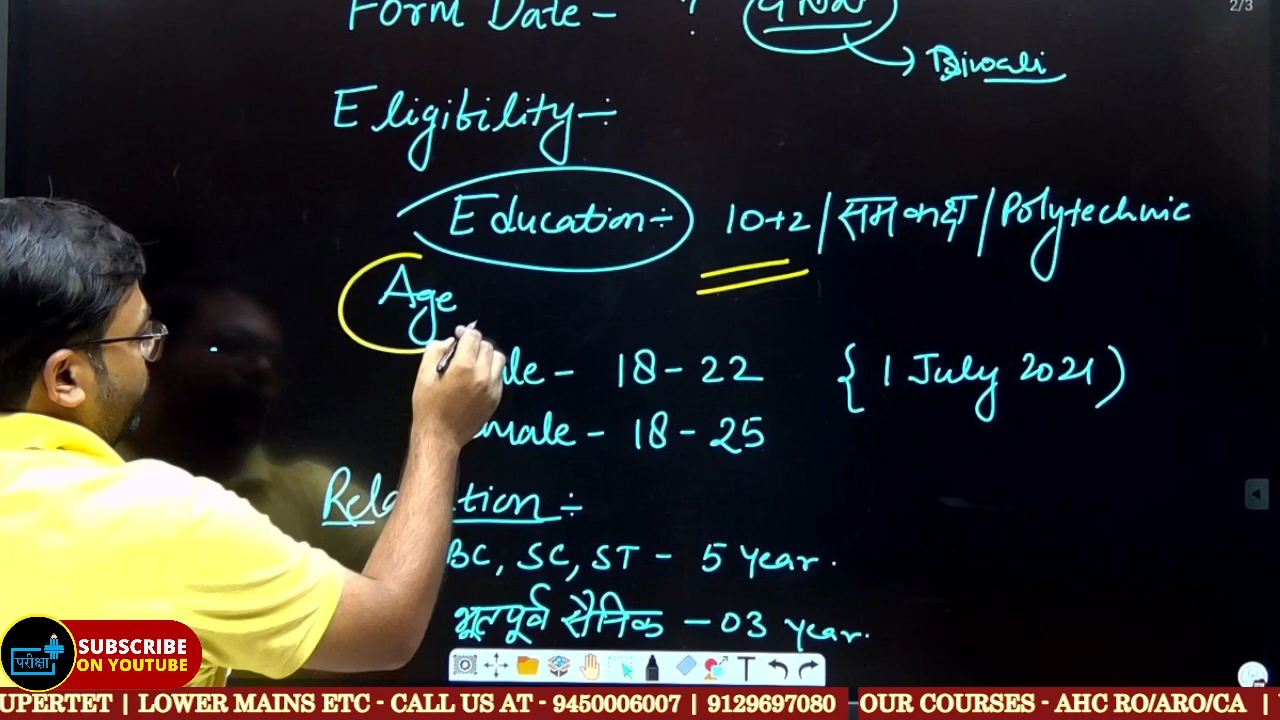 2/3
Form Date - ?
Diwali
Eligibility :-
Education :- 10+2 / समकक्ष / Polytechnic
Age
male - 18-22 { 1 July 2021 )
male - 18-25
Relaxation :-
BC, SC, ST - 5 year.
भूतपूर्व सैनिक - 03 year.
परीक्षा
SUBSCRIBE
ON YOUTUBE
T
UPERTET | LOWER MAINS ETC - CALL US AT - 9450006007 | 9129697080 OUR COURSES - AHC RO/ARO/CA |